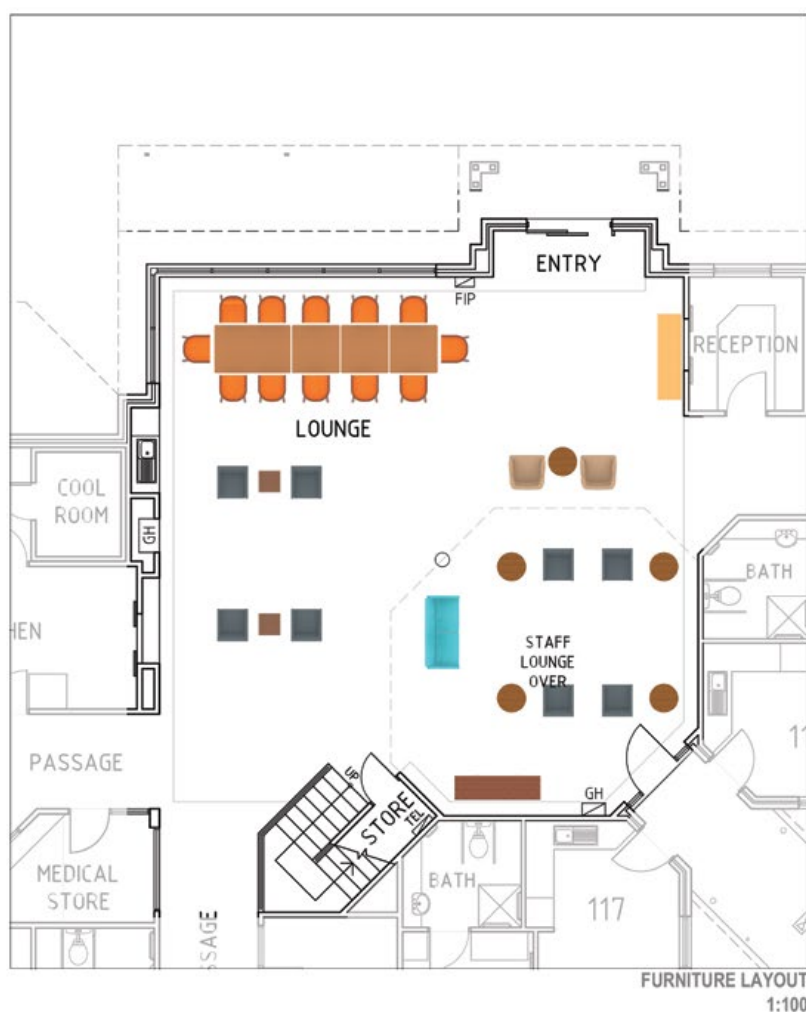 ENTRY
FIP
RECEPTION
LOUNGE
COOL
ROOM
GH
BATH
HEN
STAFF
LOUNGE
OVER
11
PASSAGE
UP
STORE
TEL
GH
MEDICAL
STORE
BATH
117
SSAGE
FURNITURE LAYOUT
1:100